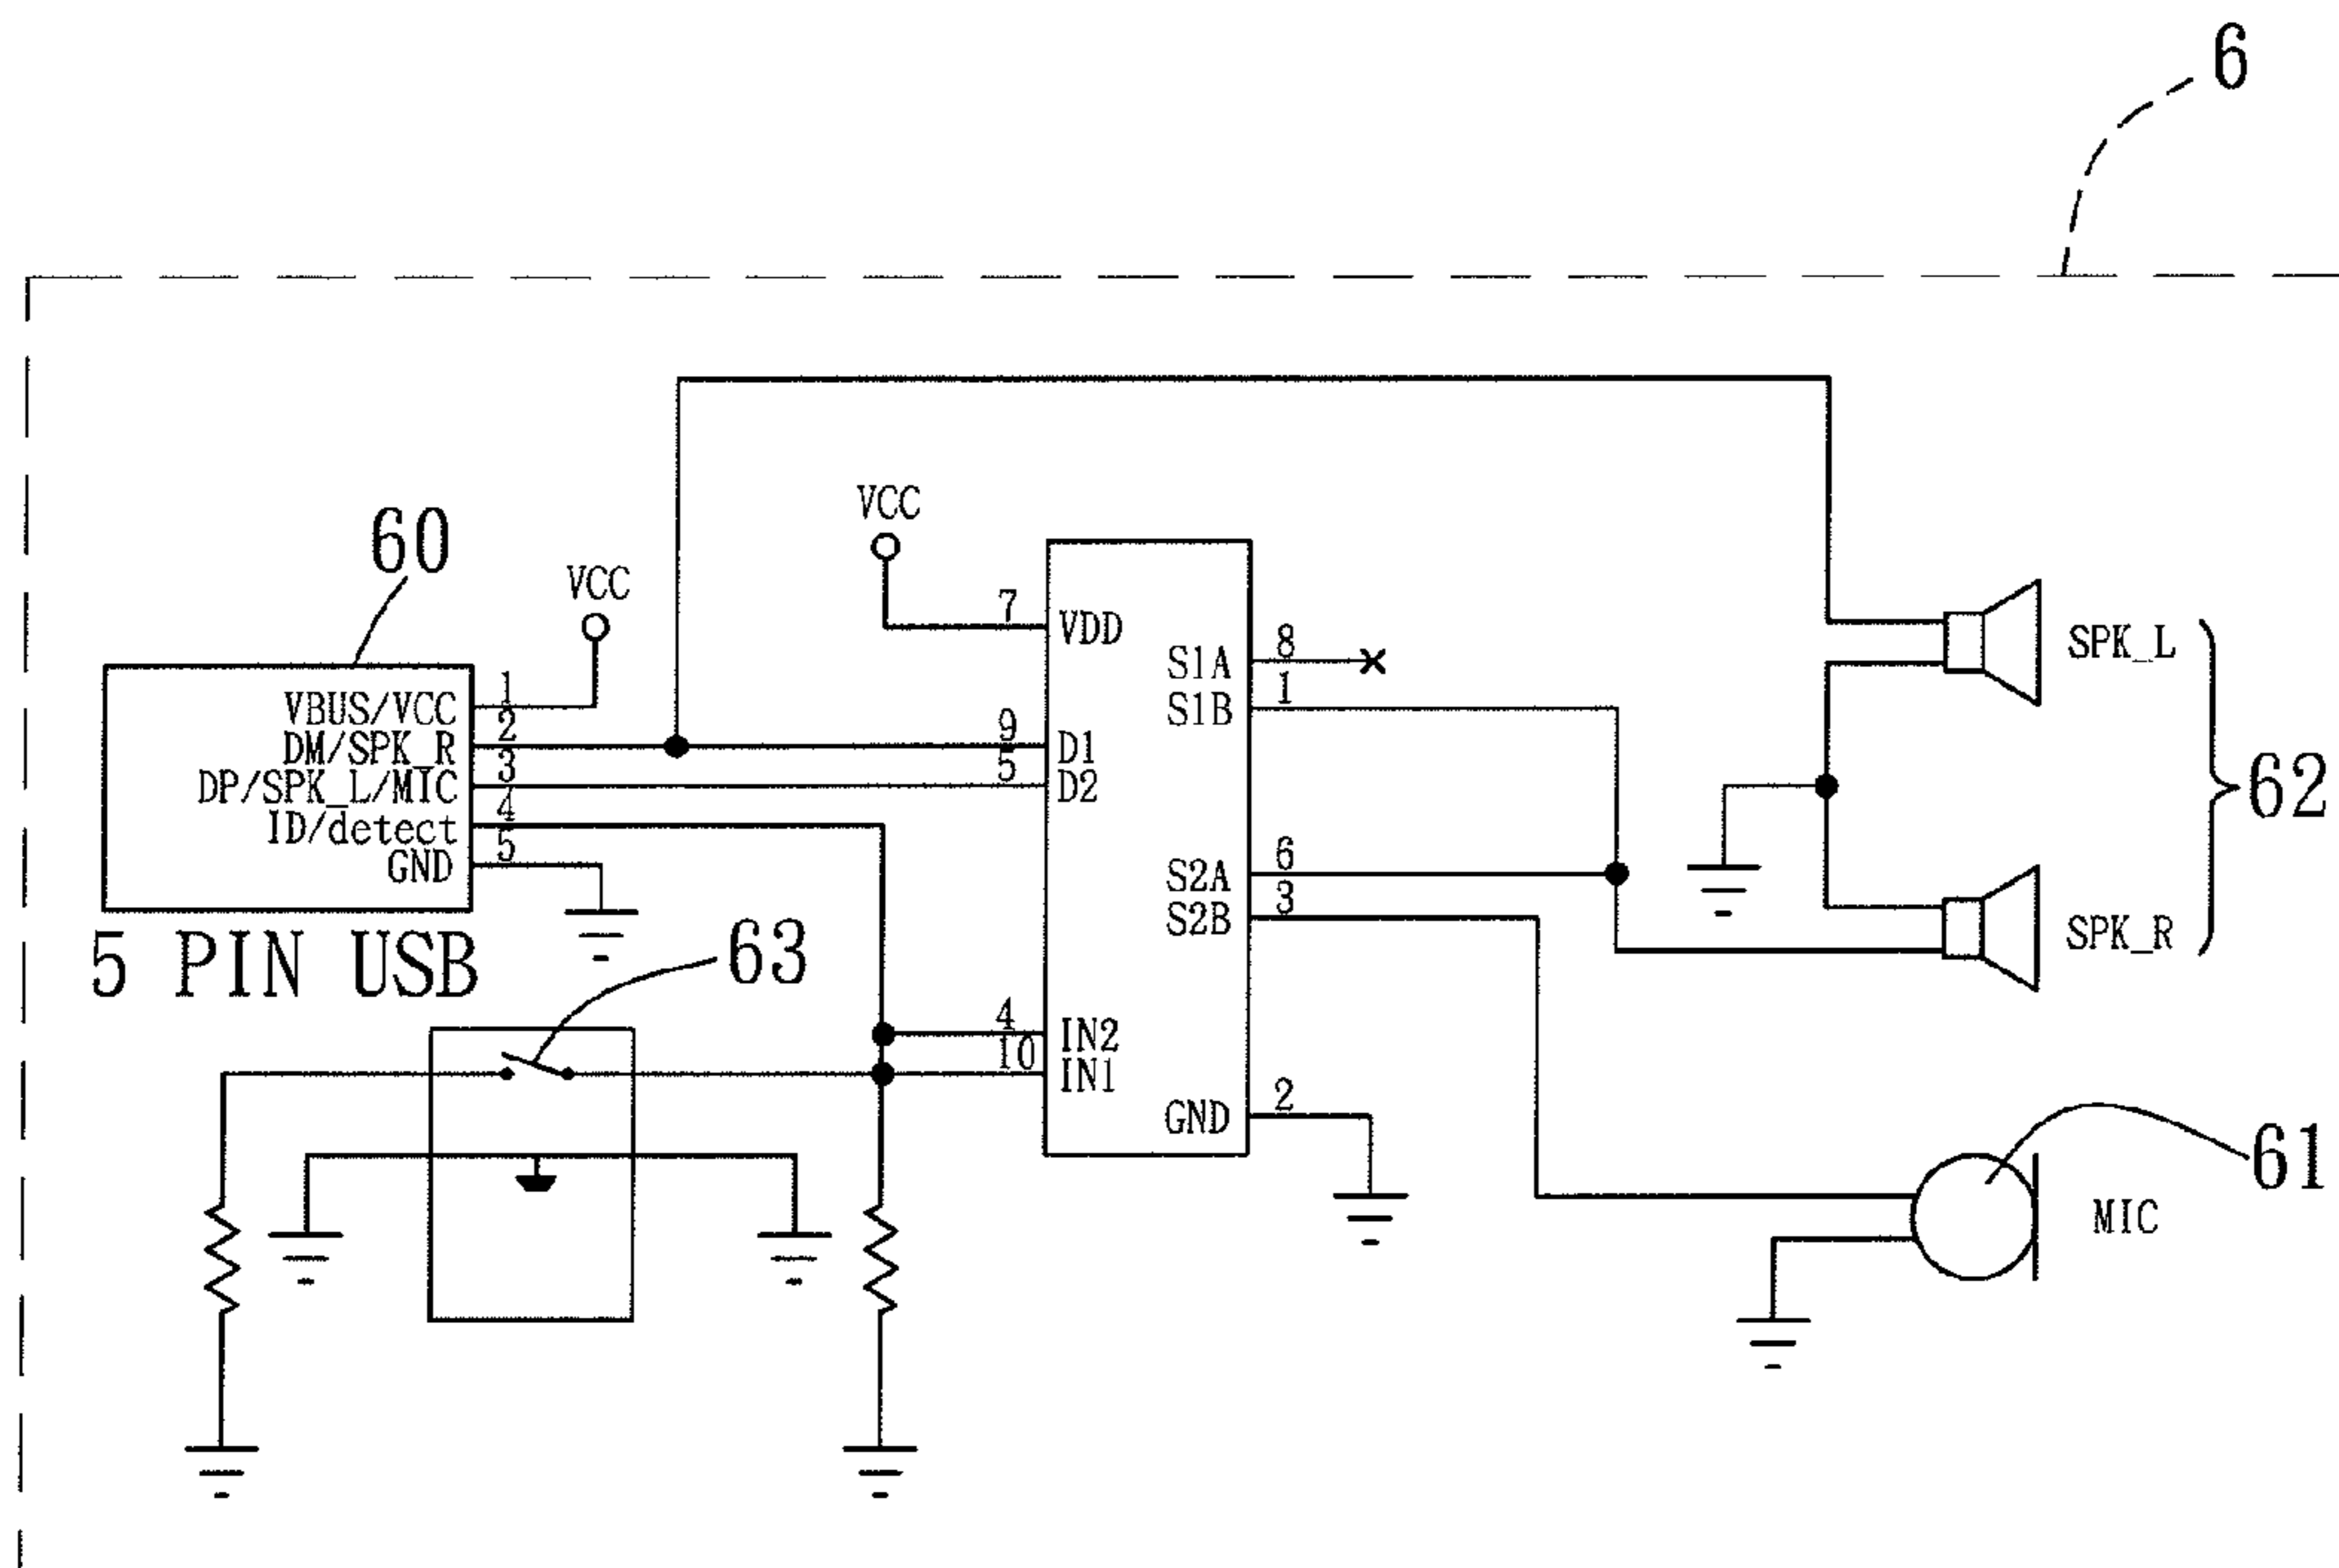 6
60
VCC
VCC
7
VDD
8
S1A
1
S1B
SPK_L
1
VBUS/VCC
2
DM/SPK_R
3
DP/SPK_L/MIC
4
ID/detect
5
GND
9
D1
5
D2
62
6
S2A
3
S2B
SPK_R
5 PIN USB
63
4
IN2
10
IN1
2
GND
61
MIC